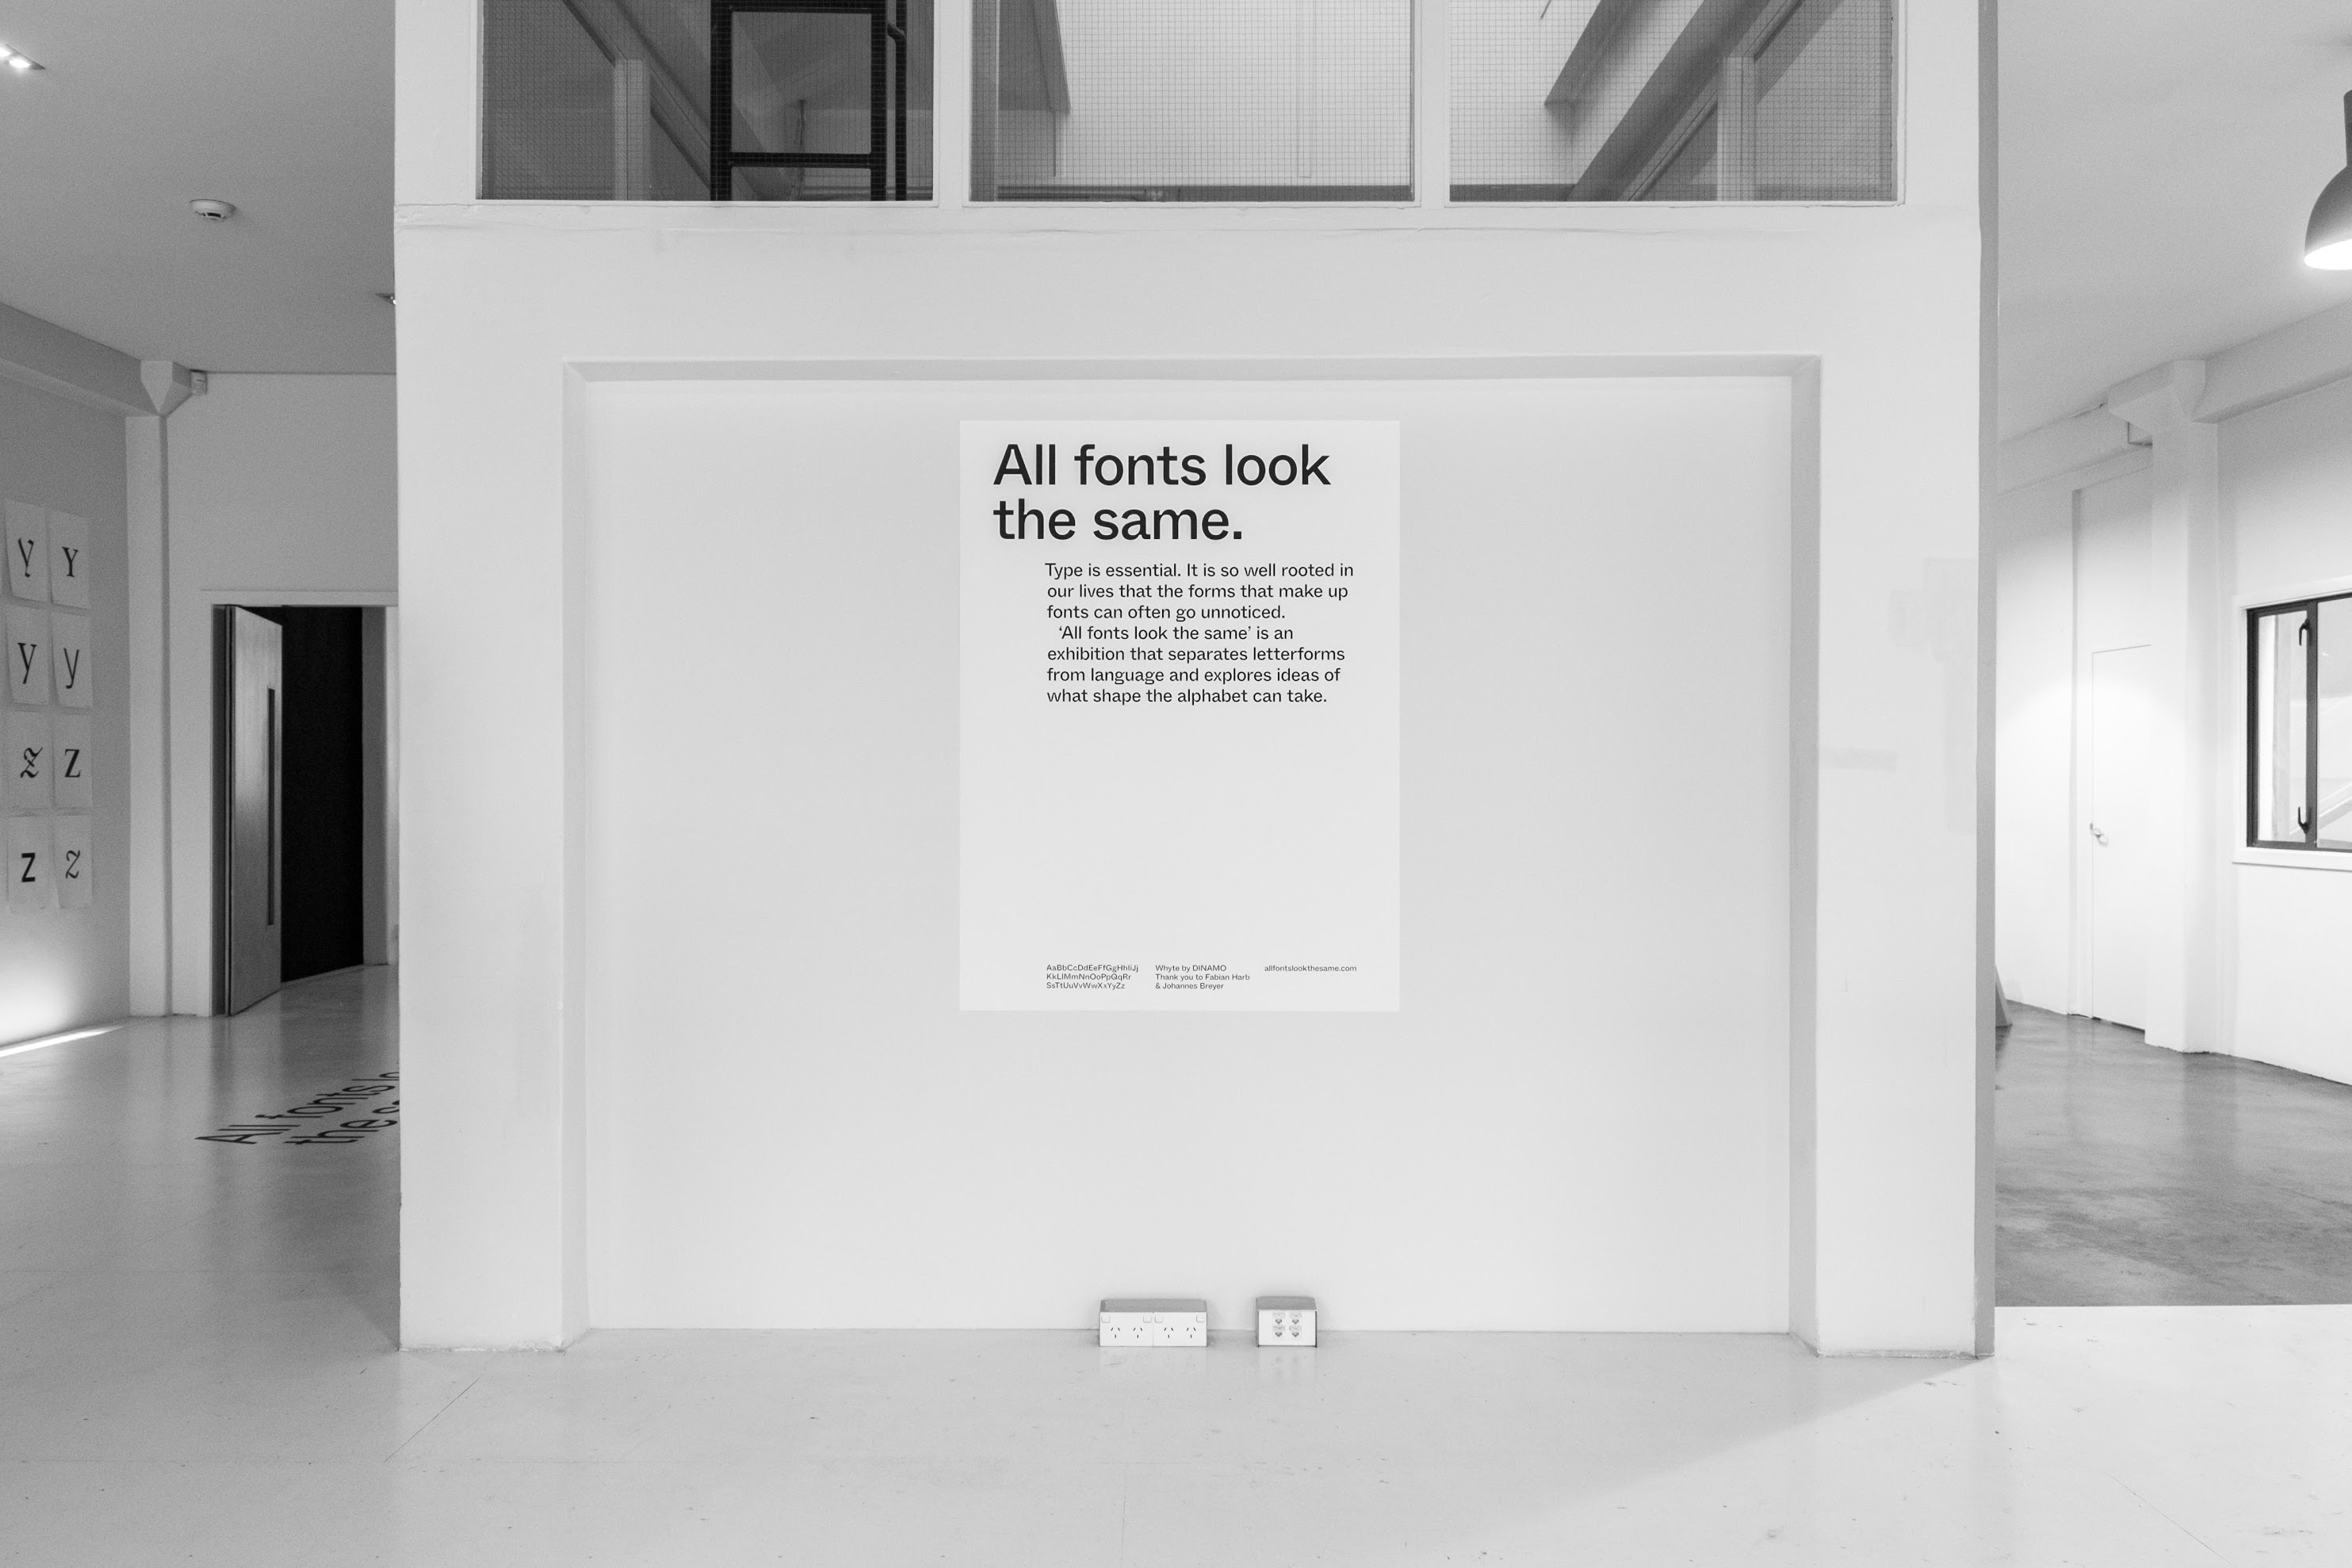 Y Y
y y
z z
z z
All fonts
the
All fonts look
the same.
Type is essential. It is so well rooted in
our lives that the forms that make up
fonts can often go unnoticed.
‘All fonts look the same’ is an
exhibition that separates letterforms
from language and explores ideas of
what shape the alphabet can take.
AaBbCcDdEeFfGgHhIiJj
KkLlMmNnOoPpQqRr
SsTtUuVvWwXxYyZz
Whyte by DINAMO
Thank you to Fabian Harb
& Johannes Breyer
allfontslookthesame.com